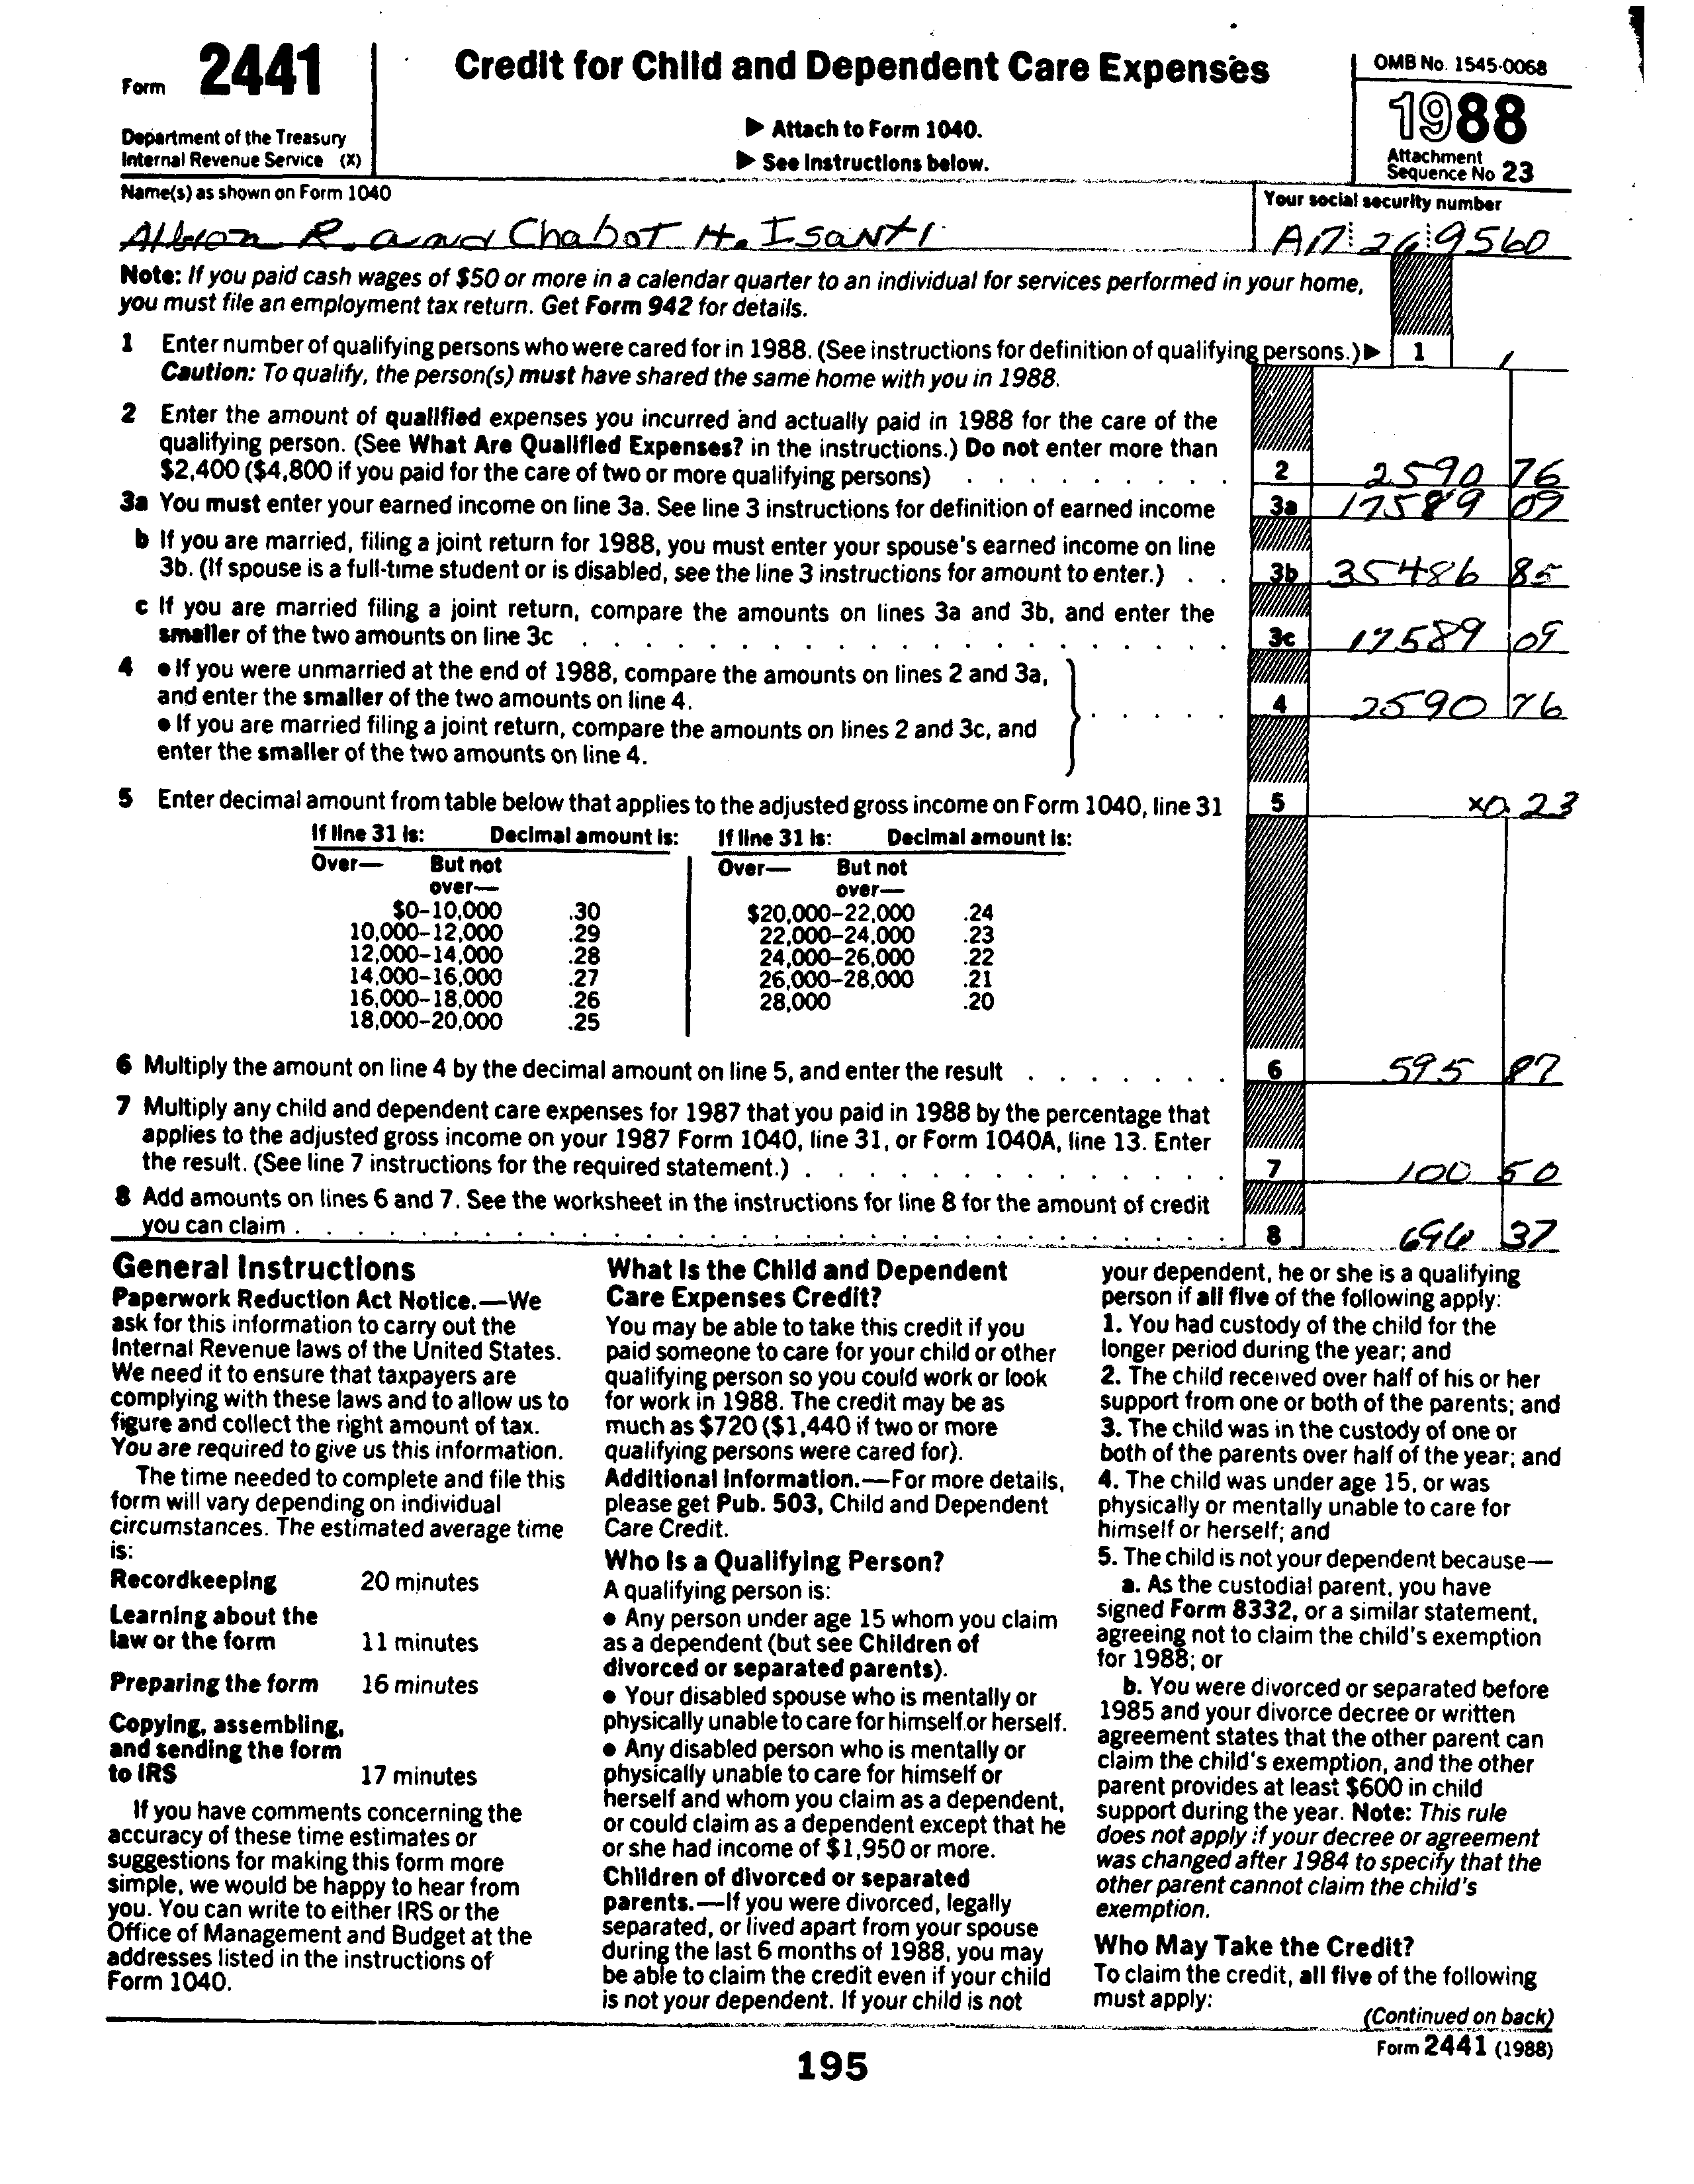 Form 2441
Department of the Treasury
Internal Revenue Service (X)
Credit for Child and Dependent Care Expenses
▶ Attach to Form 1040.
▶ See Instructions below.
OMB No. 1545-0068
1988
Attachment
Sequence No 23
Name(s) as shown on Form 1040
Your social security number
Albion R. and Chabot H. Isanti
A17 26 9560
Note: If you paid cash wages of $50 or more in a calendar quarter to an individual for services performed in your home,
you must file an employment tax return. Get Form 942 for details.
1 Enter number of qualifying persons who were cared for in 1988. (See instructions for definition of qualifying persons.) ▶ 1 1
Caution: To qualify, the person(s) must have shared the same home with you in 1988.
2 Enter the amount of qualified expenses you incurred and actually paid in 1988 for the care of the
qualifying person. (See What Are Qualified Expenses? in the instructions.) Do not enter more than
$2,400 ($4,800 if you paid for the care of two or more qualifying persons) . . . . . . . . . 2 2590 76
3a You must enter your earned income on line 3a. See line 3 instructions for definition of earned income 3a 17589 09
b If you are married, filing a joint return for 1988, you must enter your spouse's earned income on line
3b. (If spouse is a full-time student or is disabled, see the line 3 instructions for amount to enter.) . . 3b 35486 85
c If you are married filing a joint return, compare the amounts on lines 3a and 3b, and enter the
smaller of the two amounts on line 3c . . . . . . . . . . . . . . . . . . . . . 3c 17589 09
4 ● If you were unmarried at the end of 1988, compare the amounts on lines 2 and 3a,
and enter the smaller of the two amounts on line 4.
● If you are married filing a joint return, compare the amounts on lines 2 and 3c, and
enter the smaller of the two amounts on line 4.
. . . . . 4 2590 76
5 Enter decimal amount from table below that applies to the adjusted gross income on Form 1040, line 31 5 ×0.23
If line 31 is: Decimal amount is: If line 31 is: Decimal amount is:
Over— But not over— Over— But not over—
$0–10,000 .30 $20,000–22,000 .24
10,000–12,000 .29 22,000–24,000 .23
12,000–14,000 .28 24,000–26,000 .22
14,000–16,000 .27 26,000–28,000 .21
16,000–18,000 .26 28,000 .20
18,000–20,000 .25
6 Multiply the amount on line 4 by the decimal amount on line 5, and enter the result . . . . . . . 6 595 87
7 Multiply any child and dependent care expenses for 1987 that you paid in 1988 by the percentage that
applies to the adjusted gross income on your 1987 Form 1040, line 31, or Form 1040A, line 13. Enter
the result. (See line 7 instructions for the required statement.) . . . . . . . . . . . . . . 7 100 50
8 Add amounts on lines 6 and 7. See the worksheet in the instructions for line 8 for the amount of credit
you can claim . . . . . . . . . . . . . . . . . . . . . . . . . . . . . 8 696 37
General Instructions
Paperwork Reduction Act Notice.—We
ask for this information to carry out the
Internal Revenue laws of the United States.
We need it to ensure that taxpayers are
complying with these laws and to allow us to
figure and collect the right amount of tax.
You are required to give us this information.
The time needed to complete and file this
form will vary depending on individual
circumstances. The estimated average time
is:
Recordkeeping 20 minutes
Learning about the
law or the form 11 minutes
Preparing the form 16 minutes
Copying, assembling,
and sending the form
to IRS 17 minutes
If you have comments concerning the
accuracy of these time estimates or
suggestions for making this form more
simple, we would be happy to hear from
you. You can write to either IRS or the
Office of Management and Budget at the
addresses listed in the instructions of
Form 1040.
What Is the Child and Dependent
Care Expenses Credit?
You may be able to take this credit if you
paid someone to care for your child or other
qualifying person so you could work or look
for work in 1988. The credit may be as
much as $720 ($1,440 if two or more
qualifying persons were cared for).
Additional Information.—For more details,
please get Pub. 503, Child and Dependent
Care Credit.
Who Is a Qualifying Person?
A qualifying person is:
● Any person under age 15 whom you claim
as a dependent (but see Children of
divorced or separated parents).
● Your disabled spouse who is mentally or
physically unable to care for himself or herself.
● Any disabled person who is mentally or
physically unable to care for himself or
herself and whom you claim as a dependent,
or could claim as a dependent except that he
or she had income of $1,950 or more.
Children of divorced or separated
parents.—If you were divorced, legally
separated, or lived apart from your spouse
during the last 6 months of 1988, you may
be able to claim the credit even if your child
is not your dependent. If your child is not
your dependent, he or she is a qualifying
person if all five of the following apply:
1. You had custody of the child for the
longer period during the year; and
2. The child received over half of his or her
support from one or both of the parents; and
3. The child was in the custody of one or
both of the parents over half of the year; and
4. The child was under age 15, or was
physically or mentally unable to care for
himself or herself; and
5. The child is not your dependent because—
a. As the custodial parent, you have
signed Form 8332, or a similar statement,
agreeing not to claim the child's exemption
for 1988; or
b. You were divorced or separated before
1985 and your divorce decree or written
agreement states that the other parent can
claim the child's exemption, and the other
parent provides at least $600 in child
support during the year. Note: This rule
does not apply if your decree or agreement
was changed after 1984 to specify that the
other parent cannot claim the child's
exemption.
Who May Take the Credit?
To claim the credit, all five of the following
must apply:
(Continued on back)
Form 2441 (1988)
195